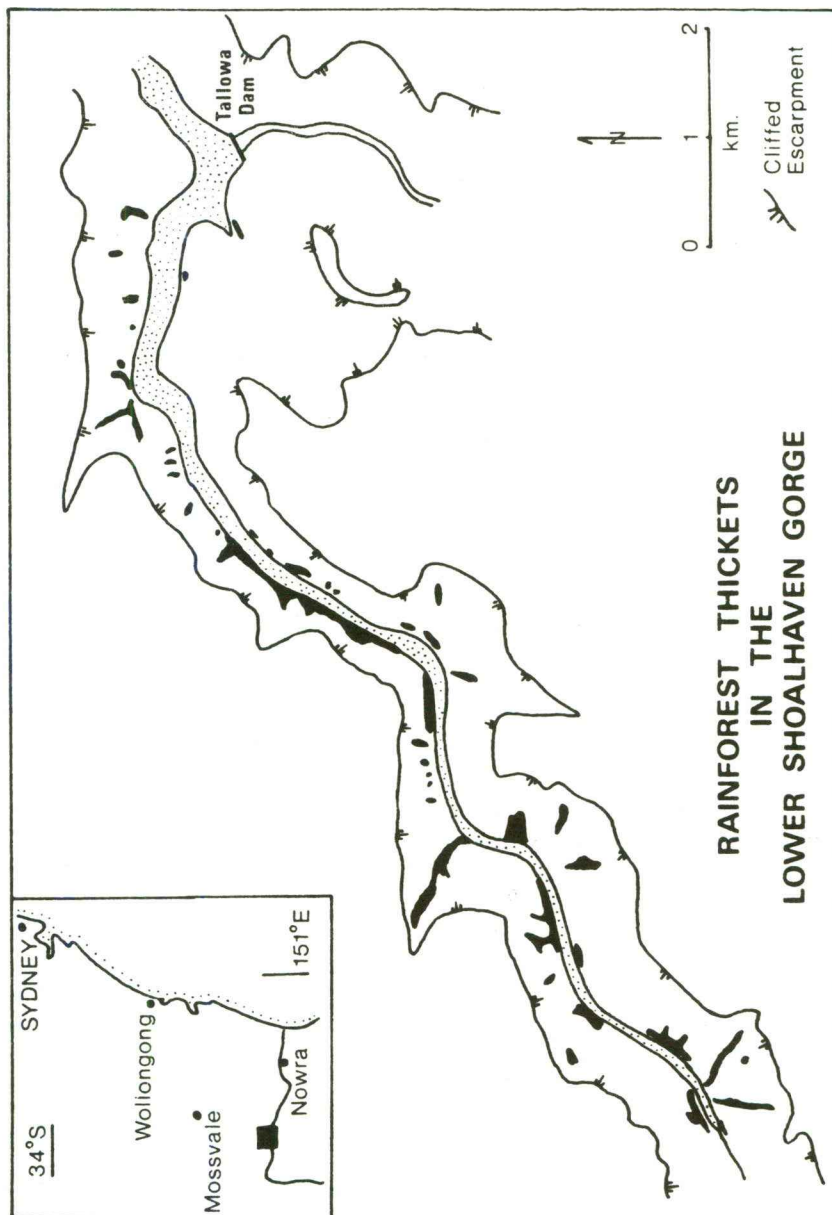 34°S
SYDNEY
Wollongong
Mossvale
Nowra
151°E
Tallowa
Dam
RAINFOREST THICKETS
IN THE
LOWER SHOALHAVEN GORGE
N
0 1 2
km.
Cliffed
Escarpment